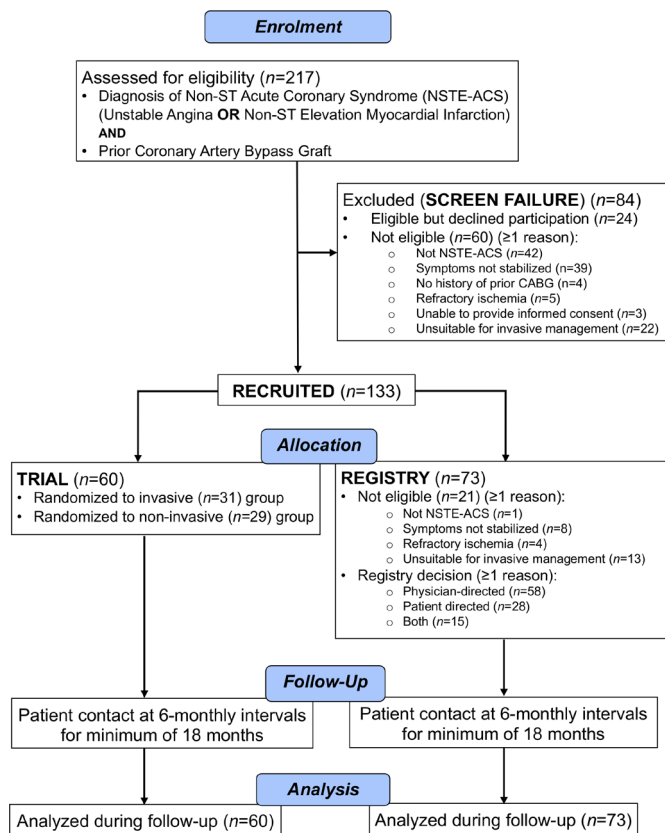 Enrolment
Assessed for eligibility (n=217)
• Diagnosis of Non-ST Acute Coronary Syndrome (NSTE-ACS)
(Unstable Angina OR Non-ST Elevation Myocardial Infarction)
AND
• Prior Coronary Artery Bypass Graft
Excluded (SCREEN FAILURE) (n=84)
• Eligible but declined participation (n=24)
• Not eligible (n=60) (≥1 reason):
○ Not NSTE-ACS (n=42)
○ Symptoms not stabilized (n=39)
○ No history of prior CABG (n=4)
○ Refractory ischemia (n=5)
○ Unable to provide informed consent (n=3)
○ Unsuitable for invasive management (n=22)
RECRUITED (n=133)
Allocation
TRIAL (n=60)
• Randomized to invasive (n=31) group
• Randomized to non-invasive (n=29) group
REGISTRY (n=73)
• Not eligible (n=21) (≥1 reason):
○ Not NSTE-ACS (n=1)
○ Symptoms not stabilized (n=8)
○ Refractory ischemia (n=4)
○ Unsuitable for invasive management (n=13)
• Registry decision (≥1 reason):
○ Physician-directed (n=58)
○ Patient directed (n=28)
○ Both (n=15)
Follow-Up
Patient contact at 6-monthly intervals
for minimum of 18 months
Patient contact at 6-monthly intervals
for minimum of 18 months
Analysis
Analyzed during follow-up (n=60)
Analyzed during follow-up (n=73)